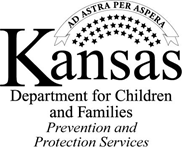 AD ASTRA PER ASPERA
Kansas
Department for Children
and Families
Prevention and
Protection Services